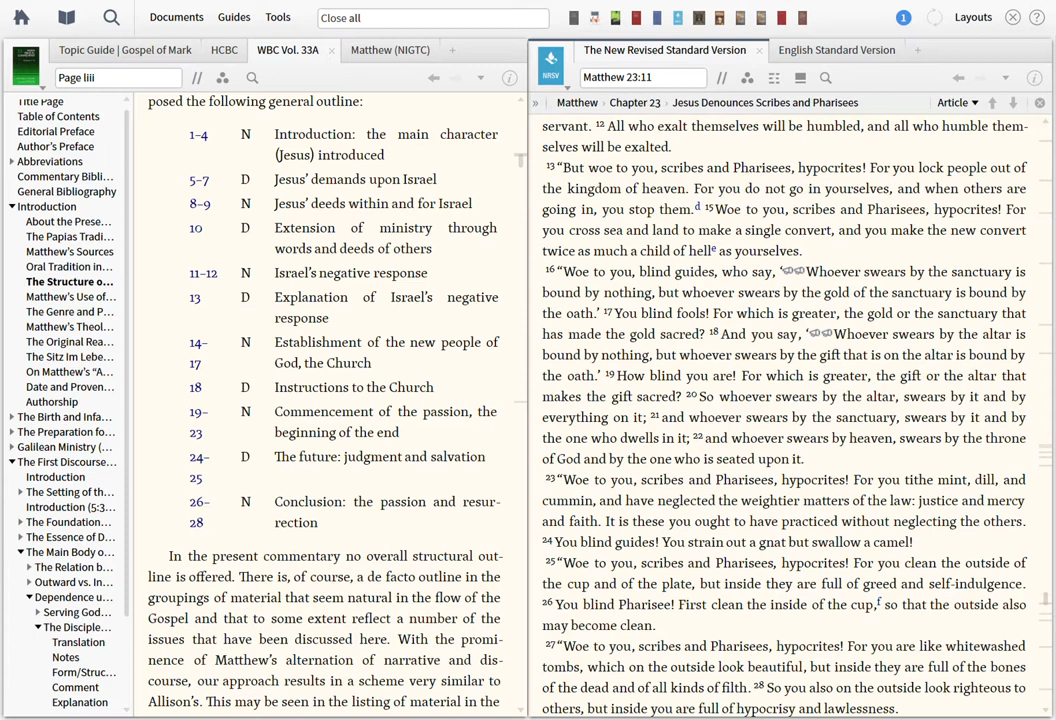 Documents Guides Tools Close all 1 Layouts
Topic Guide | Gospel of Mark HCBC WBC Vol. 33A Matthew (NIGTC)
Page liii
Title Page
Table of Contents
Editorial Preface
Author's Preface
Abbreviations
Commentary Bibli...
General Bibliography
Introduction
About the Prese...
The Papias Tradi...
Matthew's Sources
Oral Tradition in...
The Structure o...
Matthew's Use of...
The Genre and P...
Matthew's Theol...
The Original Rea...
The Sitz Im Lebe...
On Matthew's “A...
Date and Proven...
Authorship
The Birth and Infa...
The Preparation fo...
Galilean Ministry (...
The First Discourse...
Introduction
The Setting of th...
Introduction (5:3...
The Foundation...
The Essence of D...
The Main Body o...
The Relation b...
Outward vs. In...
Dependence u...
Serving God...
The Disciple...
Translation
Notes
Form/Struc...
Comment
Explanation
posed the following general outline:
1–4 N Introduction: the main character
(Jesus) introduced
5–7 D Jesus' demands upon Israel
8–9 N Jesus' deeds within and for Israel
10 D Extension of ministry through
words and deeds of others
11–12 N Israel's negative response
13 D Explanation of Israel's negative
response
14– N Establishment of the new people of
17 God, the Church
18 D Instructions to the Church
19– N Commencement of the passion, the
23 beginning of the end
24– D The future: judgment and salvation
25
26– N Conclusion: the passion and resur-
28 rection
In the present commentary no overall structural out-
line is offered. There is, of course, a de facto outline in the
groupings of material that seem natural in the flow of the
Gospel and that to some extent reflect a number of the
issues that have been discussed here. With the promi-
nence of Matthew's alternation of narrative and dis-
course, our approach results in a scheme very similar to
Allison's. This may be seen in the listing of material in the
The New Revised Standard Version English Standard Version
NRSV
Matthew 23:11
Matthew Chapter 23 Jesus Denounces Scribes and Pharisees Article
servant. 12 All who exalt themselves will be humbled, and all who humble them-
selves will be exalted.
13 “But woe to you, scribes and Pharisees, hypocrites! For you lock people out of
the kingdom of heaven. For you do not go in yourselves, and when others are
going in, you stop them.d 15 Woe to you, scribes and Pharisees, hypocrites! For
you cross sea and land to make a single convert, and you make the new convert
twice as much a child of helle as yourselves.
16 “Woe to you, blind guides, who say, ‘Whoever swears by the sanctuary is
bound by nothing, but whoever swears by the gold of the sanctuary is bound by
the oath.’ 17 You blind fools! For which is greater, the gold or the sanctuary that
has made the gold sacred? 18 And you say, ‘Whoever swears by the altar is
bound by nothing, but whoever swears by the gift that is on the altar is bound by
the oath.’ 19 How blind you are! For which is greater, the gift or the altar that
makes the gift sacred? 20 So whoever swears by the altar, swears by it and by
everything on it; 21 and whoever swears by the sanctuary, swears by it and by
the one who dwells in it; 22 and whoever swears by heaven, swears by the throne
of God and by the one who is seated upon it.
23 “Woe to you, scribes and Pharisees, hypocrites! For you tithe mint, dill, and
cummin, and have neglected the weightier matters of the law: justice and mercy
and faith. It is these you ought to have practiced without neglecting the others.
24 You blind guides! You strain out a gnat but swallow a camel!
25 “Woe to you, scribes and Pharisees, hypocrites! For you clean the outside of
the cup and of the plate, but inside they are full of greed and self-indulgence.
26 You blind Pharisee! First clean the inside of the cup,f so that the outside also
may become clean.
27 “Woe to you, scribes and Pharisees, hypocrites! For you are like whitewashed
tombs, which on the outside look beautiful, but inside they are full of the bones
of the dead and of all kinds of filth. 28 So you also on the outside look righteous to
others, but inside you are full of hypocrisy and lawlessness.